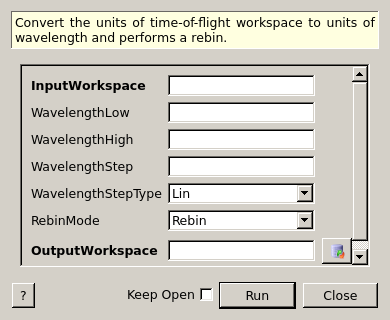 Convert the units of time-of-flight workspace to units of
wavelength and performs a rebin.
InputWorkspace
WavelengthLow
WavelengthHigh
WavelengthStep
WavelengthStepType Lin
RebinMode Rebin
OutputWorkspace
? Keep Open Run Close